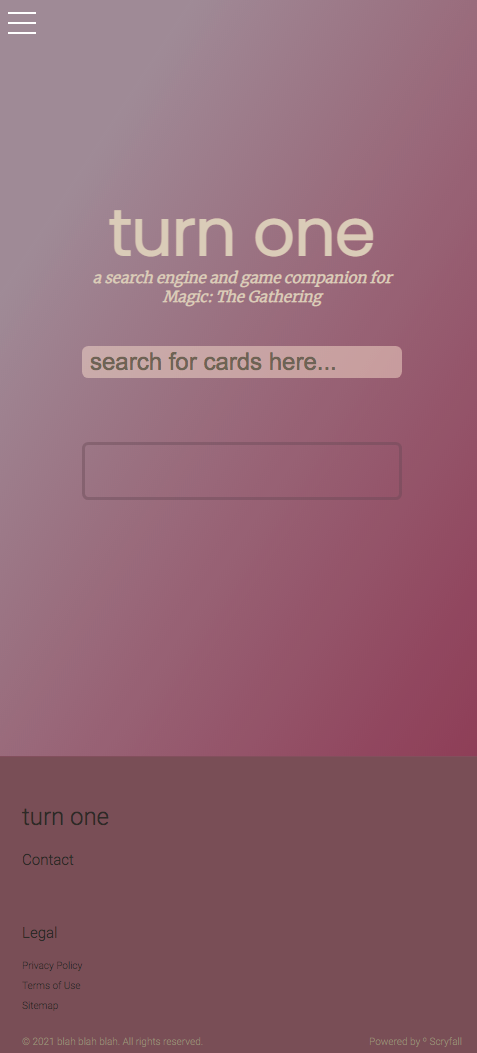 turn one
a search engine and game companion for
Magic: The Gathering
search for cards here...
turn one
Contact
Legal
Privacy Policy
Terms of Use
Sitemap
© 2021 blah blah blah. All rights reserved.
Powered by º Scryfall